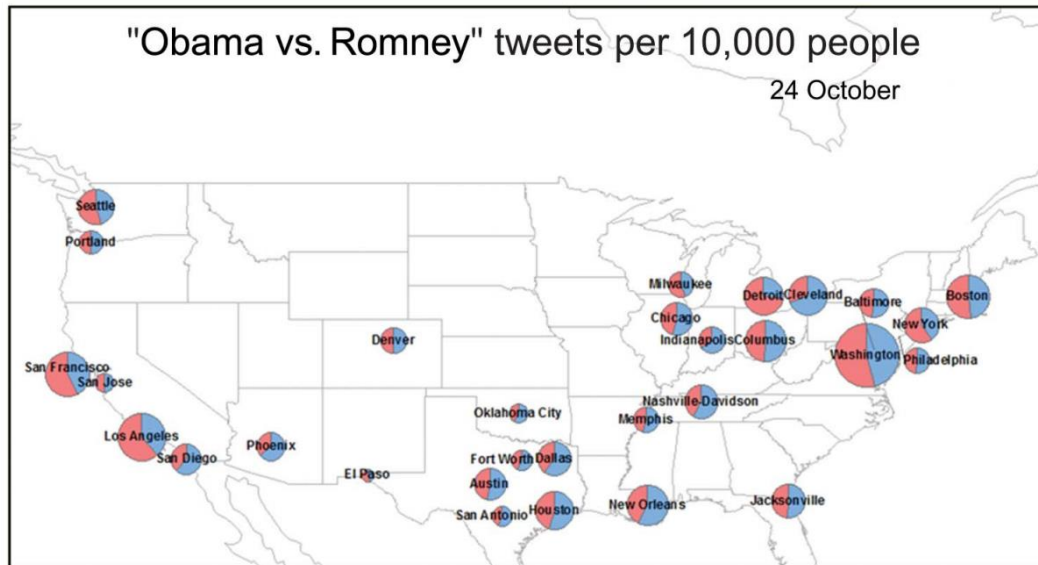 "Obama vs. Romney" tweets per 10,000 people
24 October
Seattle
Portland
Milwaukee
Detroit
Cleveland
Baltimore
Boston
Chicago
New York
Denver
Indianapolis
Columbus
Washington
Philadelphia
San Francisco
San Jose
Nashville-Davidson
Oklahoma City
Memphis
Los Angeles
Phoenix
San Diego
Fort Worth
Dallas
El Paso
Austin
New Orleans
Jacksonville
San Antonio
Houston